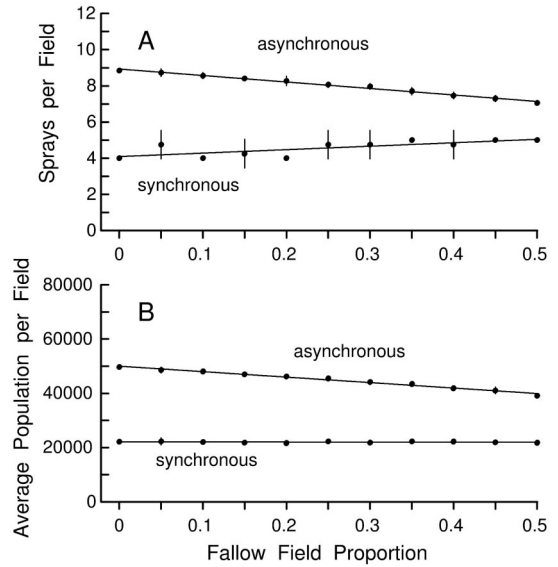 12
A
asynchronous
10
8
6
4
synchronous
2
0
0 0.1 0.2 0.3 0.4 0.5
Sprays per Field
80000
B
60000
asynchronous
40000
20000
synchronous
0
0 0.1 0.2 0.3 0.4 0.5
Average Population per Field
Fallow Field Proportion